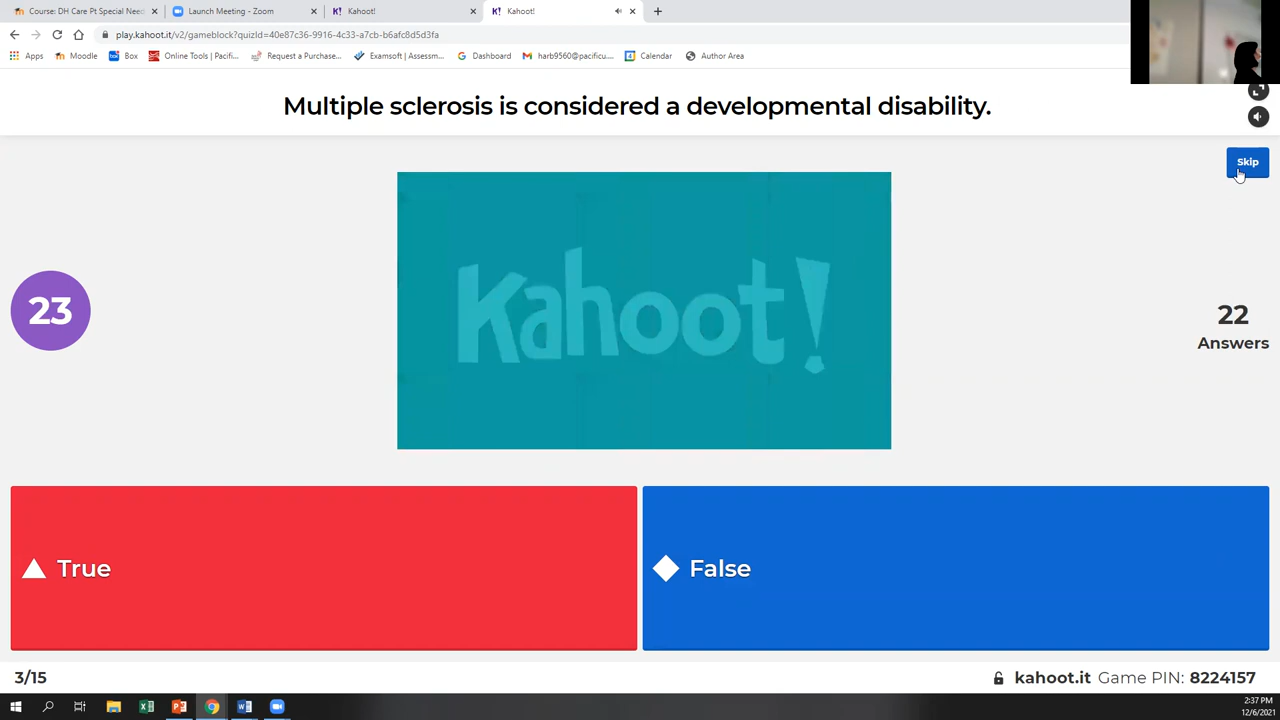 Course: DH Care Pt Special Need
Launch Meeting - Zoom
Kahoot!
Kahoot!
play.kahoot.it/v2/gameblock?quizId=40e87c36-9916-4c33-a7cb-b6afc8d5d3fa
Apps Moodle Box Online Tools | Pacifi... Request a Purchase... Examsoft | Assessm... Dashboard harb9560@pacificu... Calendar Author Area
Multiple sclerosis is considered a developmental disability.
Skip
Kahoot!
23
22
Answers
True
False
3/15
kahoot.it Game PIN: 8224157
2:37 PM
12/6/2021